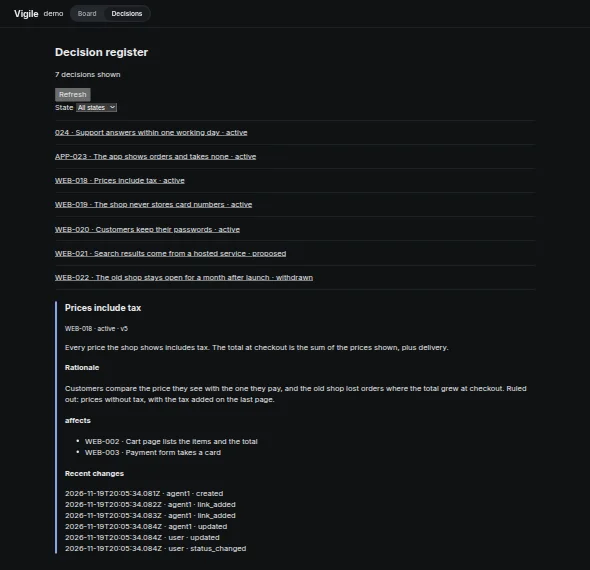 Vigile demo Board Decisions
Decision register
7 decisions shown
Refresh
State All states
024 · Support answers within one working day · active
APP-023 · The app shows orders and takes none · active
WEB-018 · Prices include tax · active
WEB-019 · The shop never stores card numbers · active
WEB-020 · Customers keep their passwords · active
WEB-021 · Search results come from a hosted service · proposed
WEB-022 · The old shop stays open for a month after launch · withdrawn
Prices include tax
WEB-018 · active · v5
Every price the shop shows includes tax. The total at checkout is the sum of the prices shown, plus delivery.
Rationale
Customers compare the price they see with the one they pay, and the old shop lost orders where the total grew at checkout. Ruled
out: prices without tax, with the tax added on the last page.
affects
• WEB-002 · Cart page lists the items and the total
• WEB-003 · Payment form takes a card
Recent changes
2026-11-19T20:05:34.081Z · agent1 · created
2026-11-19T20:05:34.082Z · agent1 · link_added
2026-11-19T20:05:34.083Z · agent1 · link_added
2026-11-19T20:05:34.084Z · agent1 · updated
2026-11-19T20:05:34.084Z · user · updated
2026-11-19T20:05:34.084Z · user · status_changed